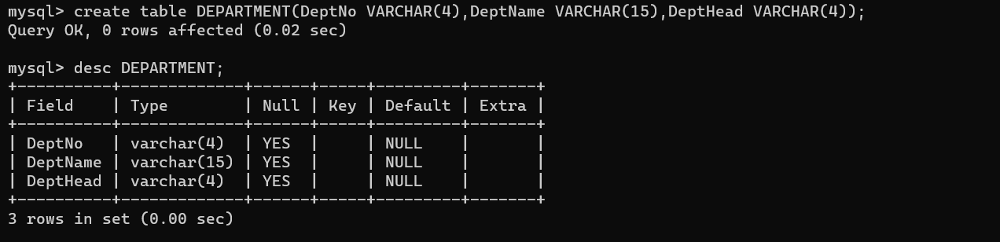 mysql> create table DEPARTMENT(DeptNo VARCHAR(4),DeptName VARCHAR(15),DeptHead VARCHAR(4));
Query OK, 0 rows affected (0.02 sec)

mysql> desc DEPARTMENT;
+----------+-------------+------+-----+---------+-------+
| Field    | Type        | Null | Key | Default | Extra |
+----------+-------------+------+-----+---------+-------+
| DeptNo   | varchar(4)  | YES  |     | NULL    |       |
| DeptName | varchar(15) | YES  |     | NULL    |       |
| DeptHead | varchar(4)  | YES  |     | NULL    |       |
+----------+-------------+------+-----+---------+-------+
3 rows in set (0.00 sec)